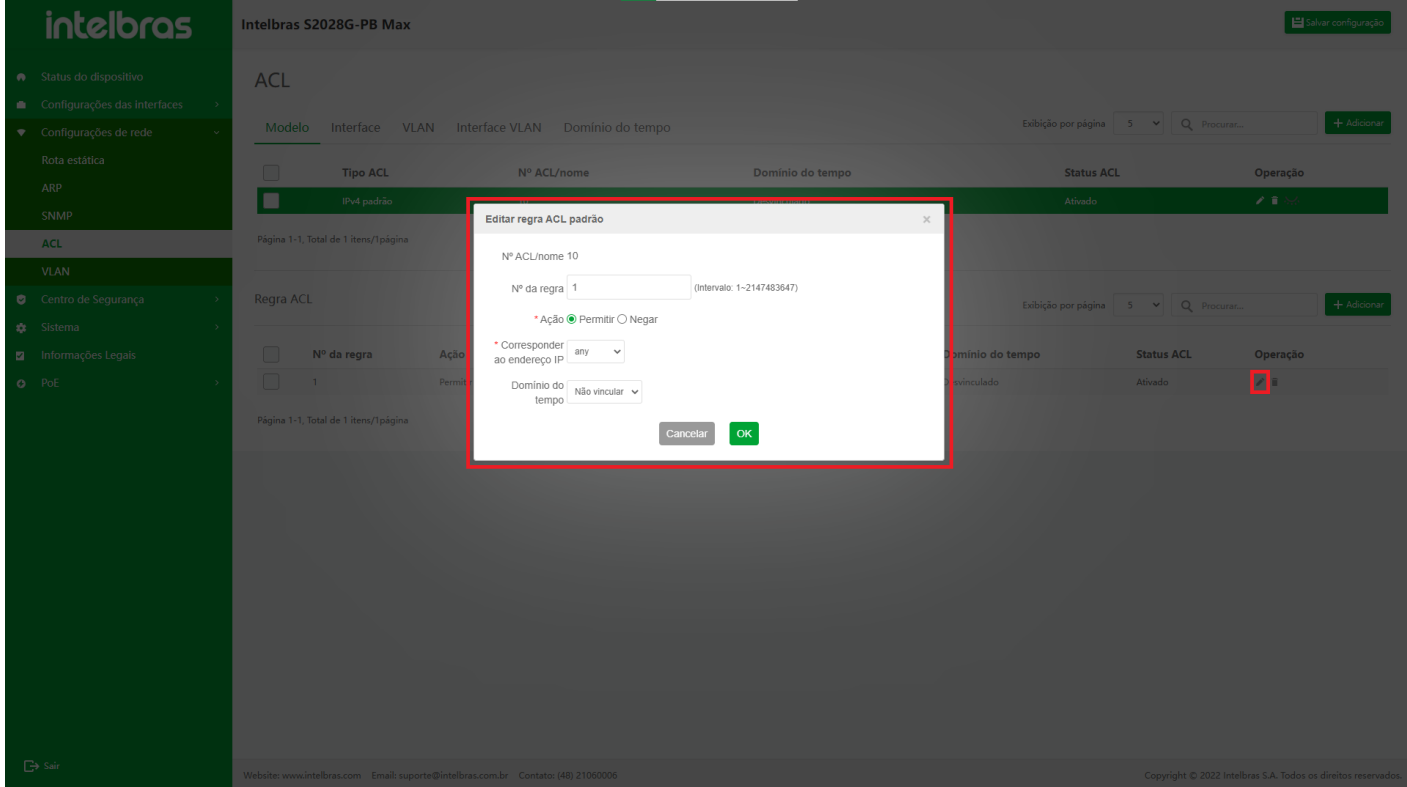 intelbras
Intelbras S2028G-PB Max
Salvar configuração
Status do dispositivo
Configurações das interfaces
Configurações de rede
Rota estática
ARP
SNMP
ACL
VLAN
Centro de Segurança
Sistema
Informações Legais
PoE
Sair
ACL
Modelo Interface VLAN Interface VLAN Domínio do tempo
Exibição por página 5 Procurar... + Adicionar
Tipo ACL Nº ACL/nome Domínio do tempo Status ACL Operação
IPv4 padrão 10 Ativado
Página 1-1, Total de 1 itens/1página
Editar regra ACL padrão ×
Nº ACL/nome 10
Nº da regra 1 (Intervalo: 1~2147483647)
* Ação Permitir Negar
* Corresponder
ao endereço IP any
Domínio do
tempo Não vincular
Cancelar OK
Regra ACL
Exibição por página 5 Procurar... + Adicionar
Nº da regra Ação Domínio do tempo Status ACL Operação
1 Ativado
Página 1-1, Total de 1 itens/1página
Website: www.intelbras.com Email: suporte@intelbras.com.br Contato: (48) 21060006
Copyright © 2022 Intelbras S.A. Todos os direitos reservados.